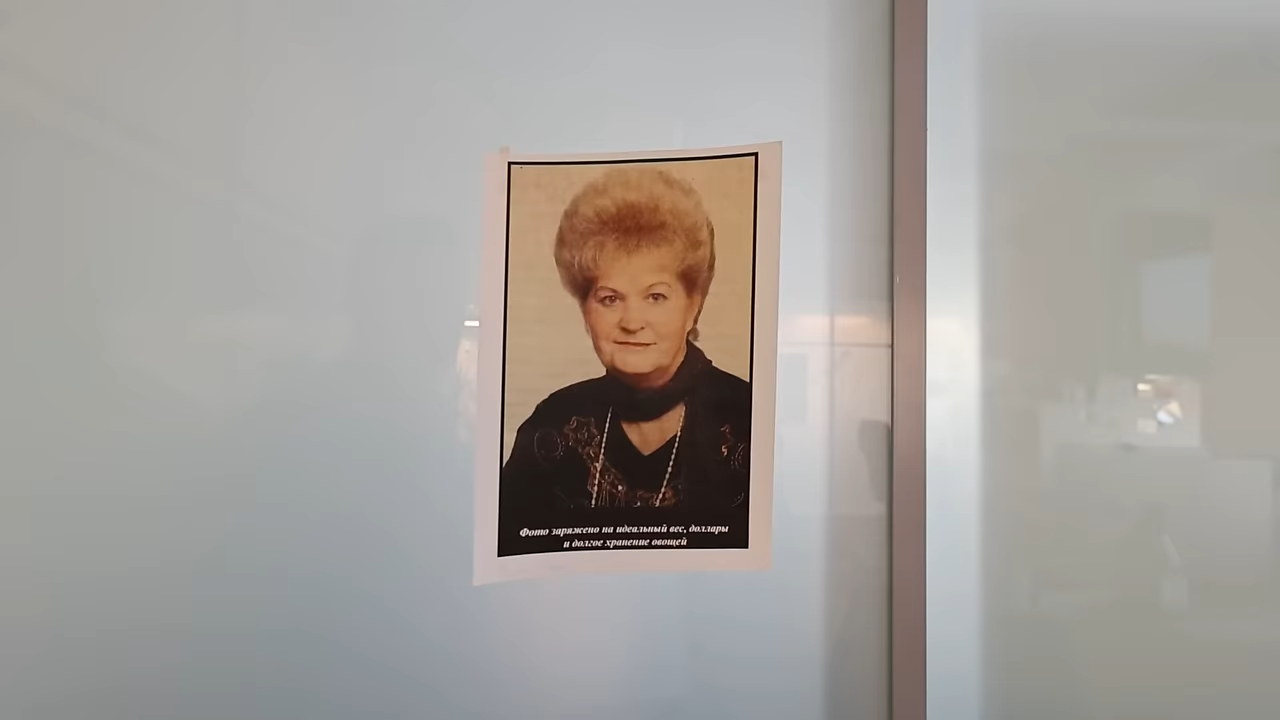 Фото заряжено на идеальный вес, доллары
и долгое хранение овощей